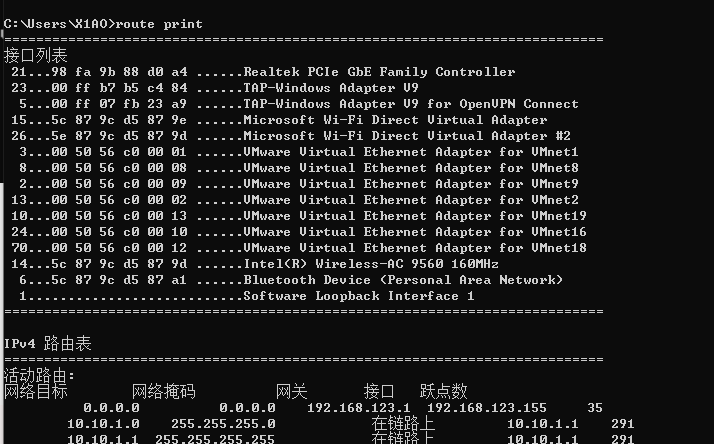 C:\Users\X1AO>route print
===========================================================================
接口列表
 21...98 fa 9b 88 d0 a4 ......Realtek PCIe GbE Family Controller
 23...00 ff b7 b5 c4 84 ......TAP-Windows Adapter V9
  5...00 ff 07 fb 23 a9 ......TAP-Windows Adapter V9 for OpenVPN Connect
 15...5c 87 9c d5 87 9e ......Microsoft Wi-Fi Direct Virtual Adapter
 26...5e 87 9c d5 87 9d ......Microsoft Wi-Fi Direct Virtual Adapter #2
  3...00 50 56 c0 00 01 ......VMware Virtual Ethernet Adapter for VMnet1
  8...00 50 56 c0 00 08 ......VMware Virtual Ethernet Adapter for VMnet8
  2...00 50 56 c0 00 09 ......VMware Virtual Ethernet Adapter for VMnet9
 13...00 50 56 c0 00 02 ......VMware Virtual Ethernet Adapter for VMnet2
 10...00 50 56 c0 00 13 ......VMware Virtual Ethernet Adapter for VMnet19
 24...00 50 56 c0 00 10 ......VMware Virtual Ethernet Adapter for VMnet16
 70...00 50 56 c0 00 12 ......VMware Virtual Ethernet Adapter for VMnet18
 14...5c 87 9c d5 87 9d ......Intel(R) Wireless-AC 9560 160MHz
  6...5c 87 9c d5 87 a1 ......Bluetooth Device (Personal Area Network)
  1...........................Software Loopback Interface 1
===========================================================================
IPv4 路由表
===========================================================================
活动路由:
网络目标 网络掩码 网关 接口 跃点数
0.0.0.0 0.0.0.0 192.168.123.1 192.168.123.155 35
10.10.1.0 255.255.255.0 在链路上 10.10.1.1 291
10.10.1.1 255.255.255.255 在链路上 10.10.1.1 291